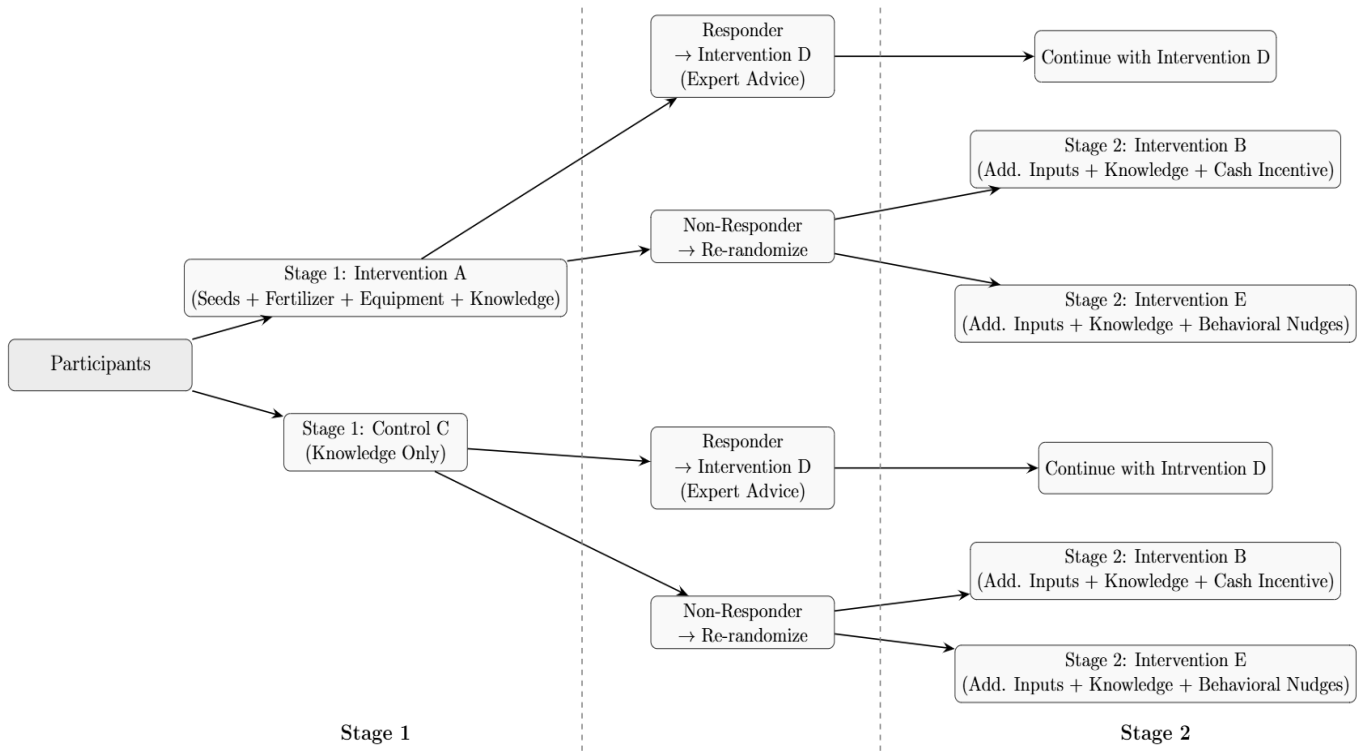 Responder
→ Intervention D
(Expert Advice)
Continue with Intervention D
Stage 2: Intervention B
(Add. Inputs + Knowledge + Cash Incentive)
Non-Responder
→ Re-randomize
Stage 1: Intervention A
(Seeds + Fertilizer + Equipment + Knowledge)
Stage 2: Intervention E
(Add. Inputs + Knowledge + Behavioral Nudges)
Participants
Stage 1: Control C
(Knowledge Only)
Responder
→ Intervention D
(Expert Advice)
Continue with Intrvention D
Stage 2: Intervention B
(Add. Inputs + Knowledge + Cash Incentive)
Non-Responder
→ Re-randomize
Stage 2: Intervention E
(Add. Inputs + Knowledge + Behavioral Nudges)
Stage 1
Stage 2